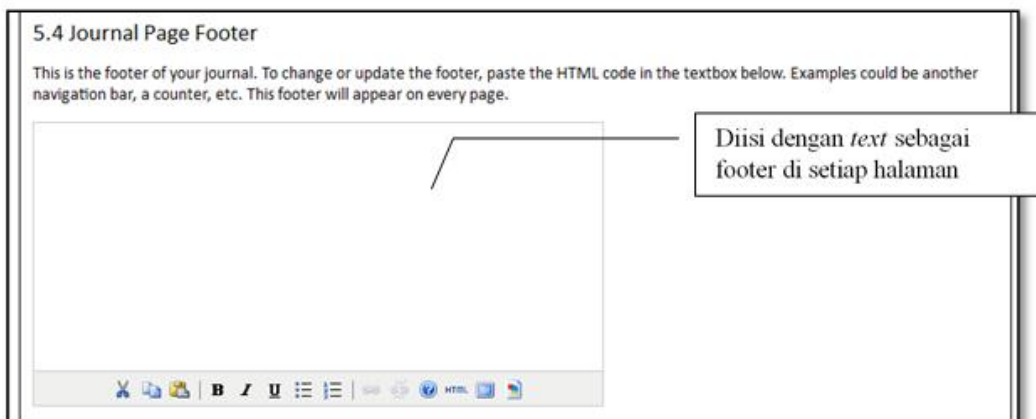 5.4 Journal Page Footer
This is the footer of your journal. To change or update the footer, paste the HTML code in the textbox below. Examples could be another
navigation bar, a counter, etc. This footer will appear on every page.
Diisi dengan text sebagai
footer di setiap halaman
B I U HTML